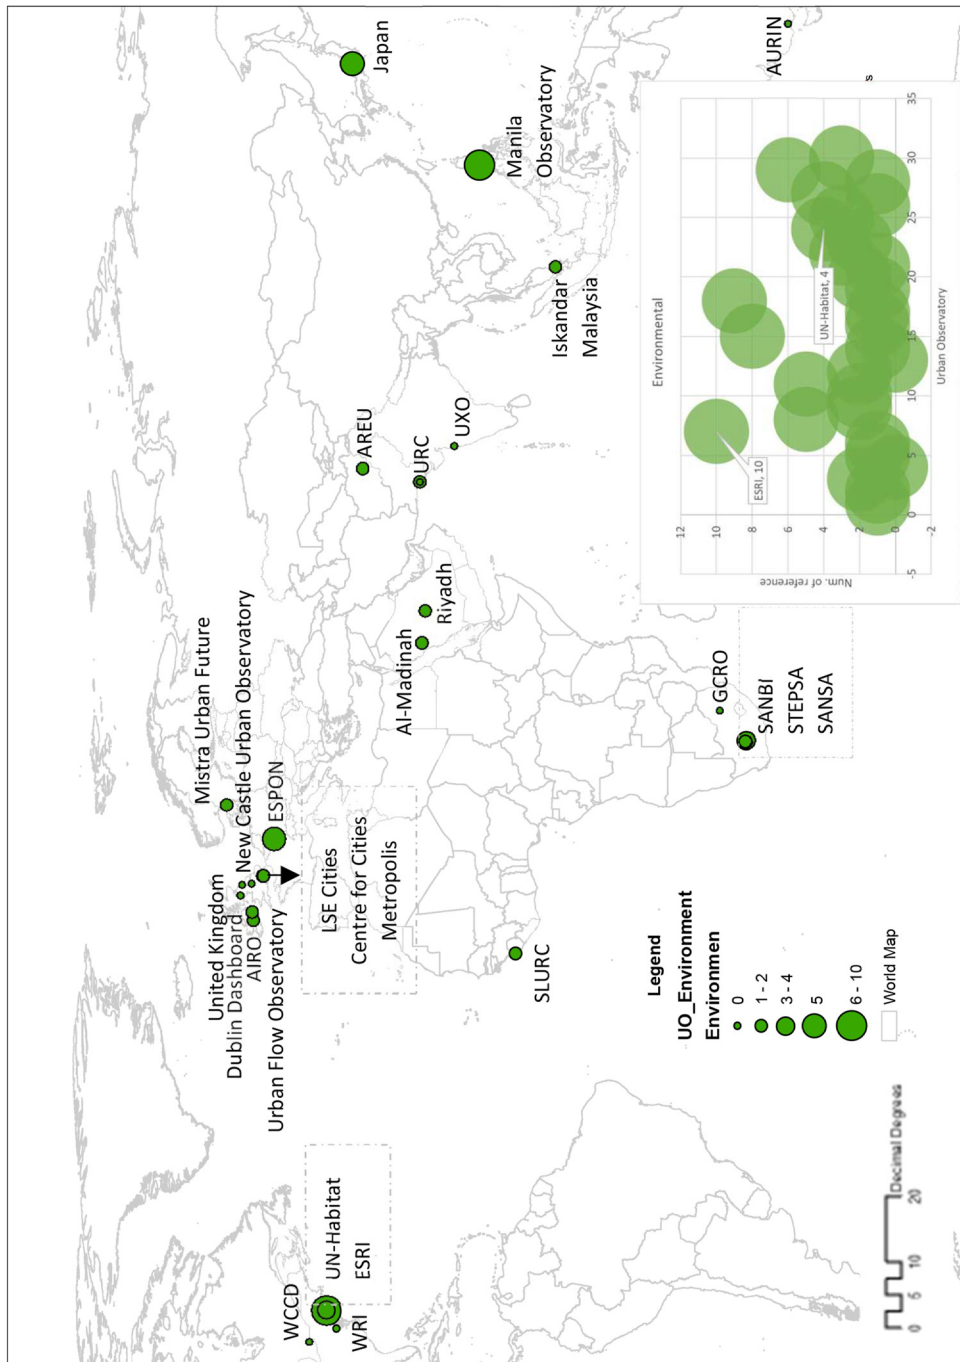 WCCD
UN-Habitat
ESRI
WRI
United Kingdom
Dublin Dashboard
AIRO
Urban Flow Observatory
Mistra Urban Future
New Castle Urban Observatory
ESPON
LSE Cities
Centre for Cities
Metropolis
SLURC
Al-Madinah
Riyadh
AREU
URC
UXO
Iskandar
Malaysia
Manila
Observatory
Japan
AURIN
s
GCRO
SANBI
STEPSA
SANSA
Legend
UO_Environment
Environmen
0
1 - 2
3 - 4
5
6 - 10
World Map
Decimal Degrees
0 5 10 20
Environmental
Num. of reference
12
10
8
6
4
2
0
-2
-5 0 5 10 15 20 25 30 35
ESRI, 10
UN-Habitat, 4
Urban Observatory